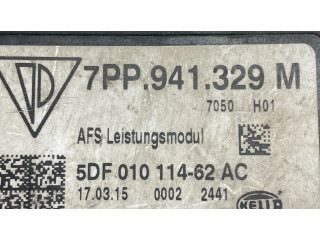 7PP.941.329 M
7050 H01
AFS Leistungsmodul
5DF 010 114-62 AC
17.03.15 0002 2441
HELLA